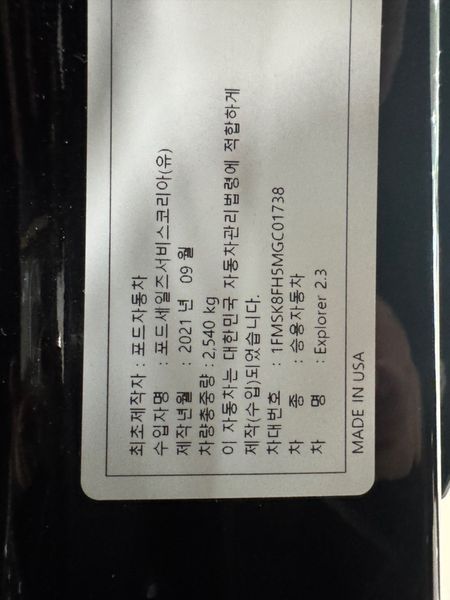 최초제작자 : 포드자동차
수입자명 : 포드세일즈서비스코리아(유)
제작년월 : 2021 년 09 월
차량총중량 : 2,540 kg
이 자동차는 대한민국 자동차관리법령에 적합하게
제작(수입)되었습니다.
차대번호 : 1FMSK8FH5MGC01738
차 종 : 승용자동차
차 명 : Explorer 2.3
MADE IN USA